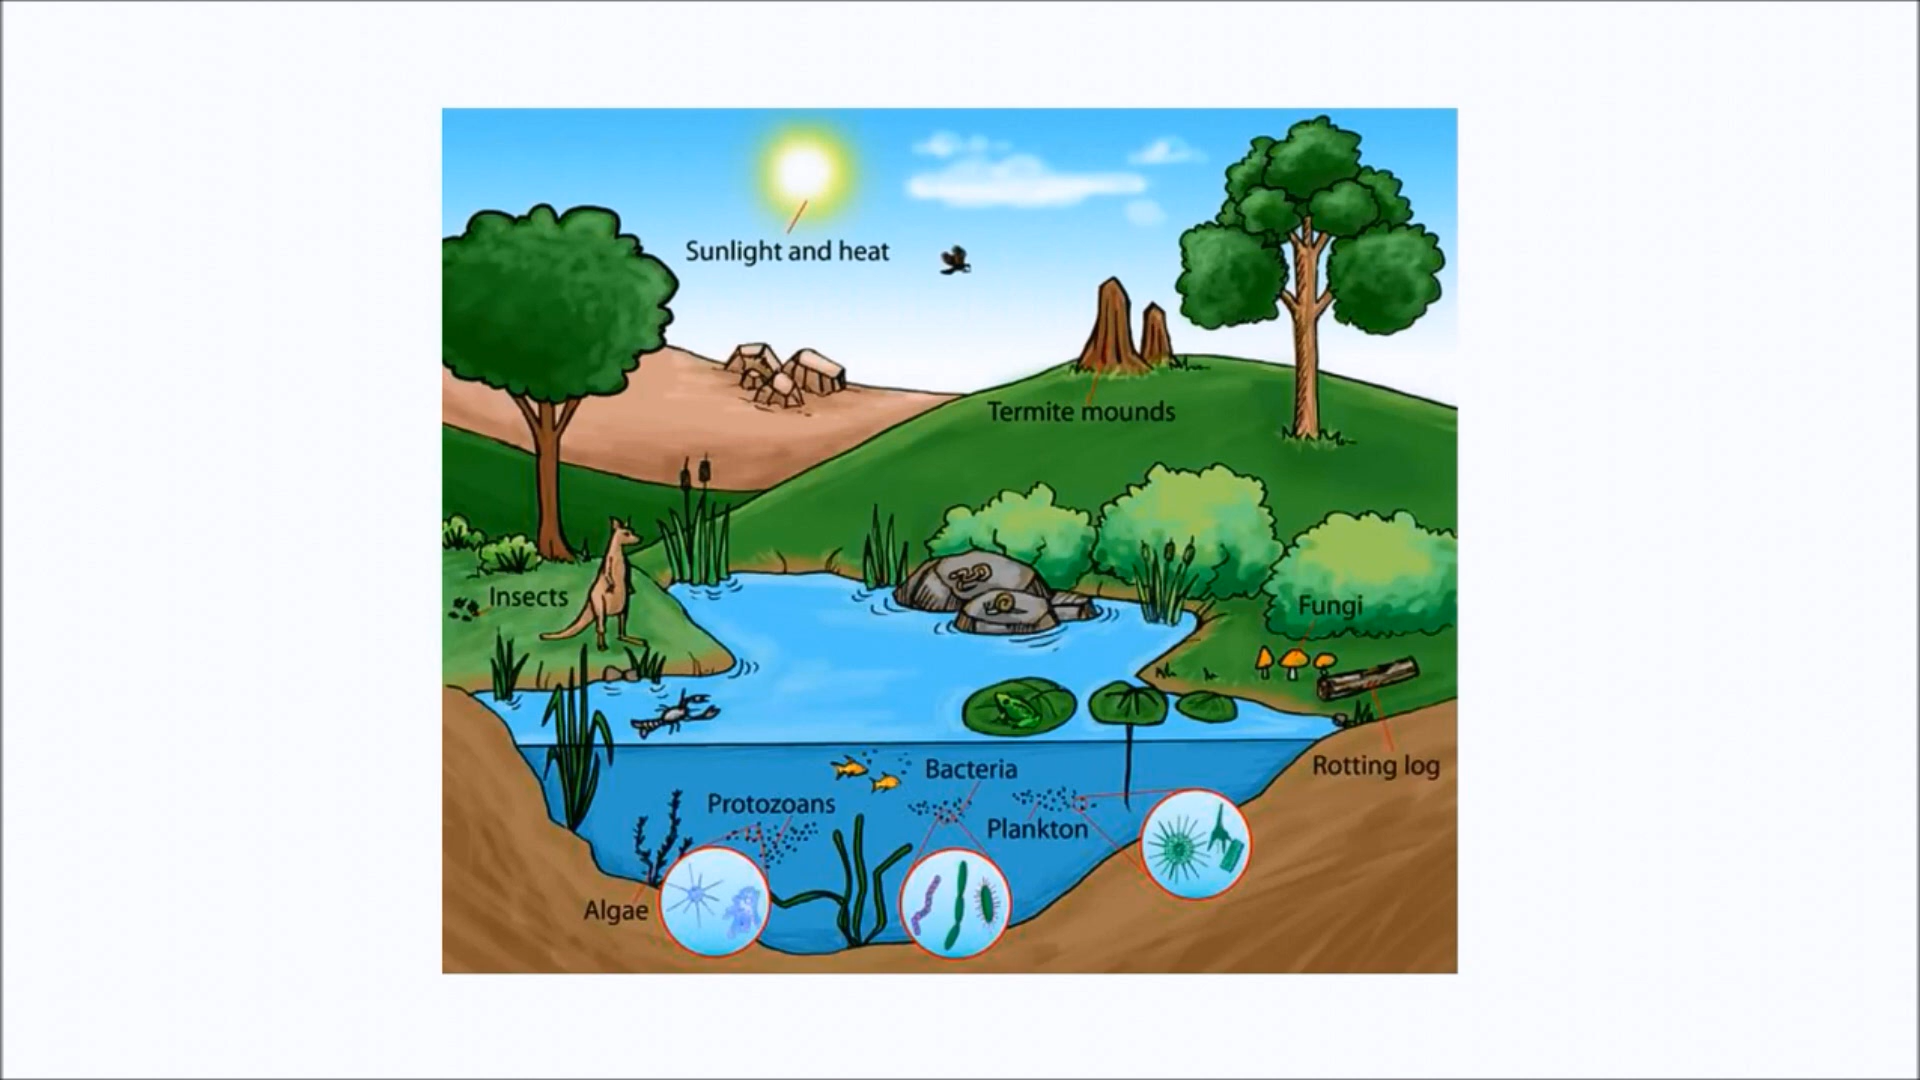 Sunlight and heat
Termite mounds
Insects
Fungi
Rotting log
Bacteria
Protozoans
Plankton
Algae